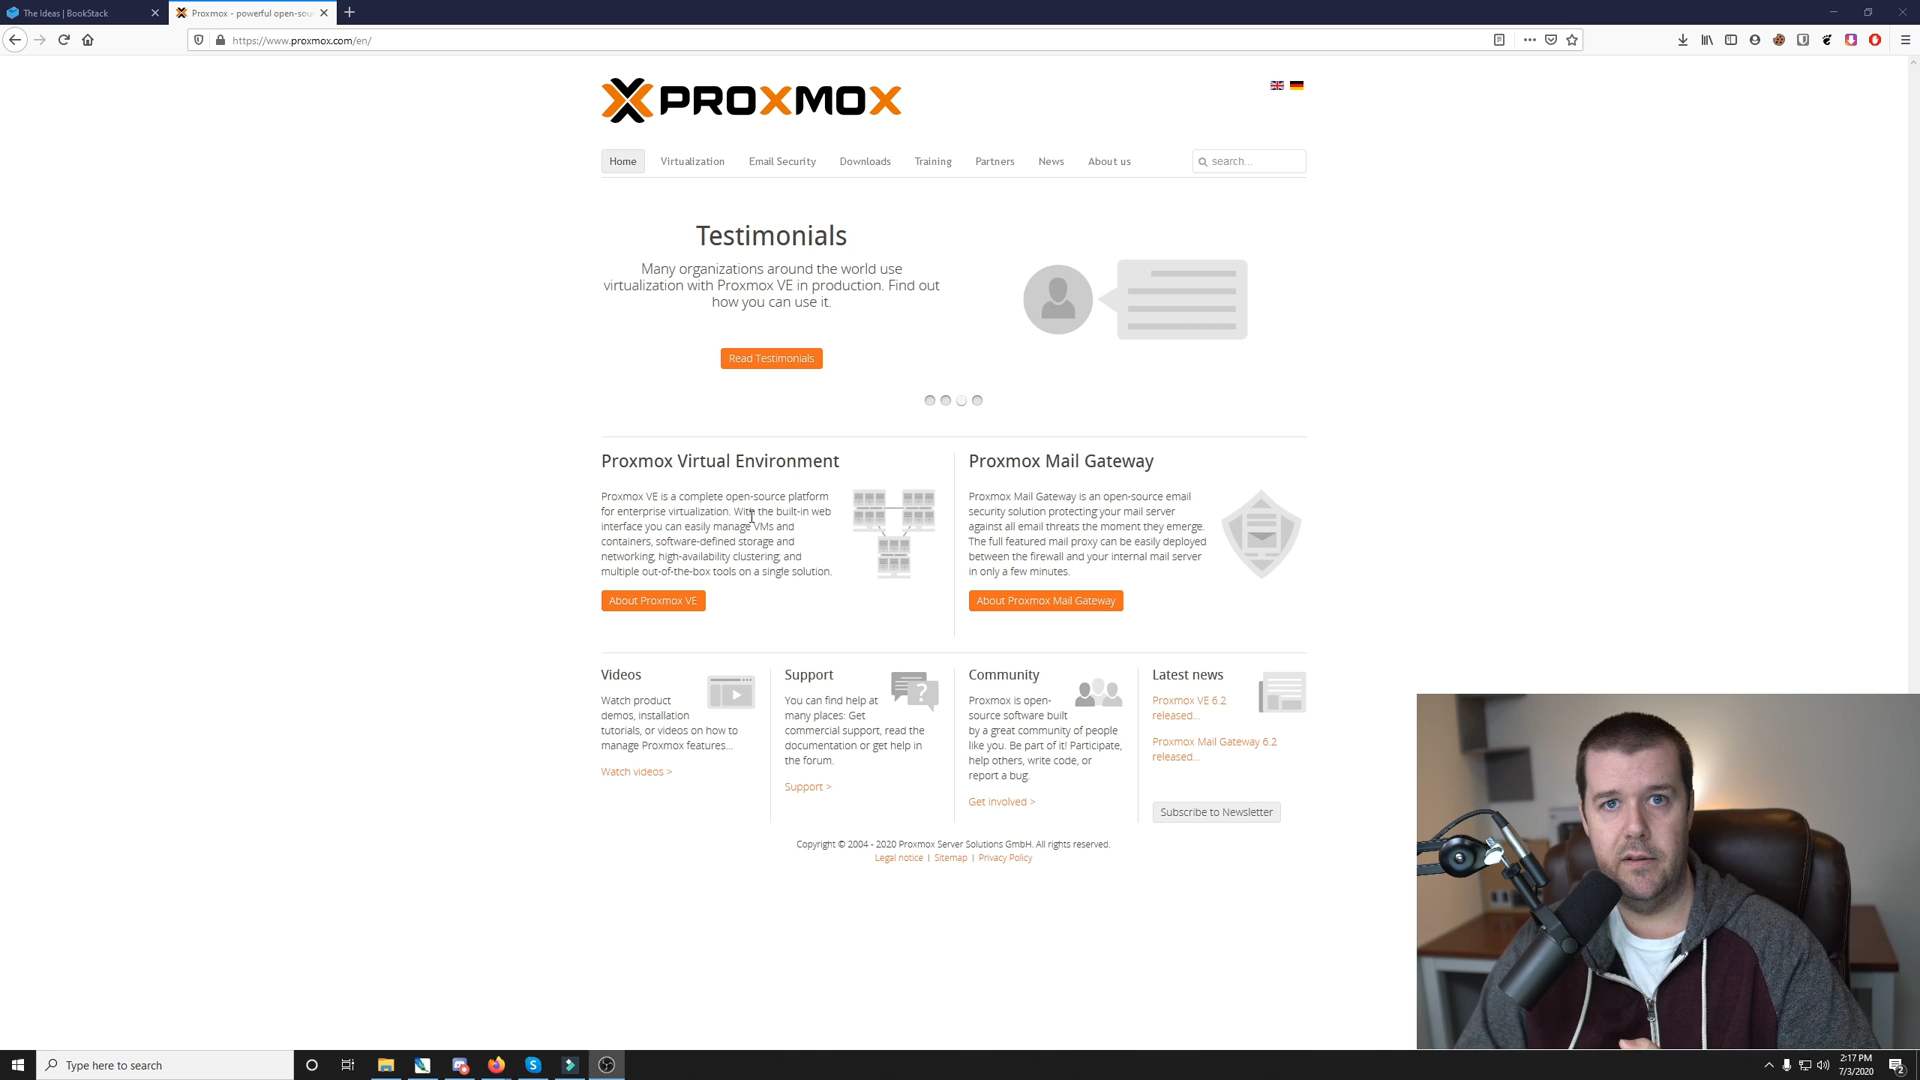 The Ideas | BookStack
Proxmox - powerful open-sou
https://www.proxmox.com/en/
PROXMOX
Home Virtualization Email Security Downloads Training Partners News About us search...
Testimonials
Many organizations around the world use
virtualization with Proxmox VE in production. Find out
how you can use it.
Read Testimonials
Proxmox Virtual Environment
Proxmox VE is a complete open-source platform
for enterprise virtualization. With the built-in web
interface you can easily manage VMs and
containers, software-defined storage and
networking, high-availability clustering, and
multiple out-of-the-box tools on a single solution.
About Proxmox VE
Proxmox Mail Gateway
Proxmox Mail Gateway is an open-source email
security solution protecting your mail server
against all email threats the moment they emerge.
The full featured mail proxy can be easily deployed
between the firewall and your internal mail server
in only a few minutes.
About Proxmox Mail Gateway
Videos
Watch product
demos, installation
tutorials, or videos on how to
manage Proxmox features...
Watch videos >
Support
You can find help at
many places: Get
commercial support, read the
documentation or get help in
the forum.
Support >
Community
Proxmox is open-
source software built
by a great community of people
like you. Be part of it! Participate,
help others, write code, or
report a bug.
Get involved >
Latest news
Proxmox VE 6.2
released...
Proxmox Mail Gateway 6.2
released...
Subscribe to Newsletter
Copyright © 2004 - 2020 Proxmox Server Solutions GmbH. All rights reserved.
Legal notice | Sitemap | Privacy Policy
Type here to search
2:17 PM
7/3/2020
2